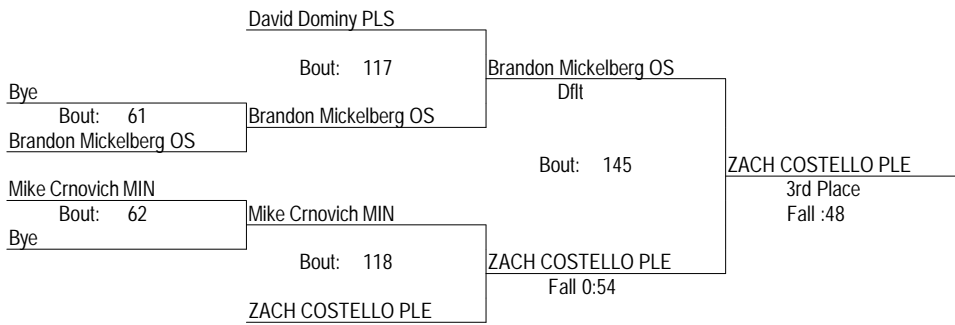 David Dominy PLS
Bout: 117
Brandon Mickelberg OS
Dflt
Bye
Bout: 61
Brandon Mickelberg OS
Brandon Mickelberg OS
Bout: 145
ZACH COSTELLO PLE
3rd Place
Fall :48
Mike Crnovich MIN
Bout: 62
Mike Crnovich MIN
Bye
Bout: 118
ZACH COSTELLO PLE
Fall 0:54
ZACH COSTELLO PLE